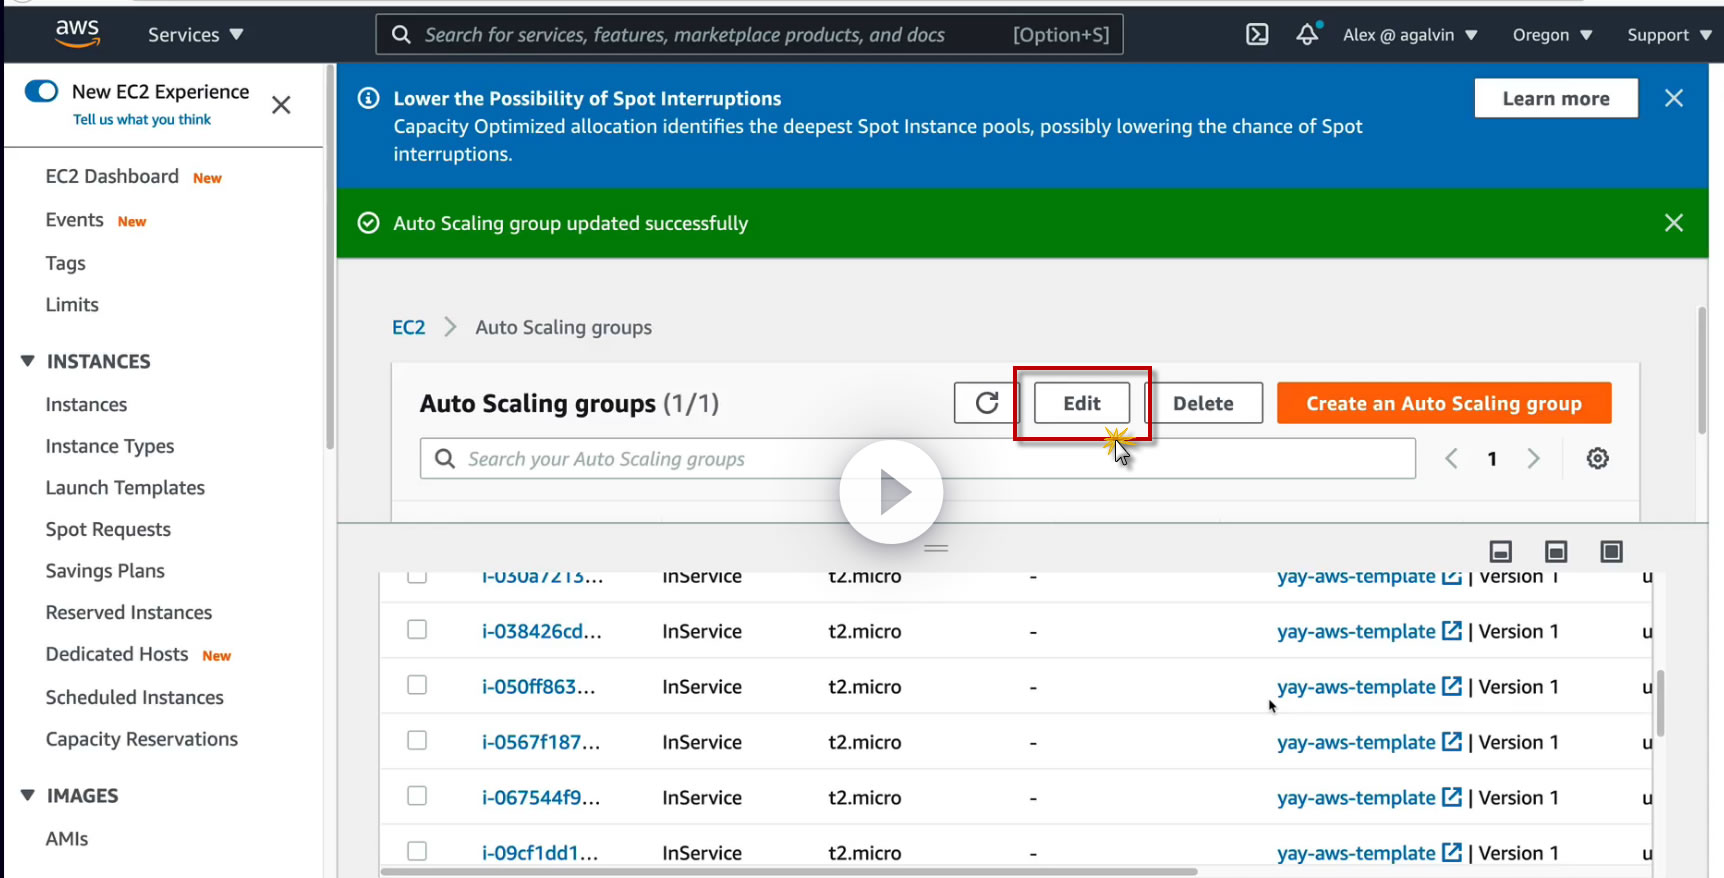 aws
Services
Search for services, features, marketplace products, and docs [Option+S]
Alex @ agalvin
Oregon
Support
New EC2 Experience
Tell us what you think
EC2 Dashboard New
Events New
Tags
Limits
INSTANCES
Instances
Instance Types
Launch Templates
Spot Requests
Savings Plans
Reserved Instances
Dedicated Hosts New
Scheduled Instances
Capacity Reservations
IMAGES
AMIs
Lower the Possibility of Spot Interruptions
Capacity Optimized allocation identifies the deepest Spot Instance pools, possibly lowering the chance of Spot
interruptions.
Learn more
Auto Scaling group updated successfully
EC2 > Auto Scaling groups
Auto Scaling groups (1/1)
Edit
Delete
Create an Auto Scaling group
Search your Auto Scaling groups
1
i-030a7213... InService t2.micro - yay-aws-template | Version 1 u
i-038426cd... InService t2.micro - yay-aws-template | Version 1 u
i-050ff863... InService t2.micro - yay-aws-template | Version 1 u
i-0567f187... InService t2.micro - yay-aws-template | Version 1 u
i-067544f9... InService t2.micro - yay-aws-template | Version 1 u
i-09cf1dd1... InService t2.micro - yay-aws-template | Version 1 u